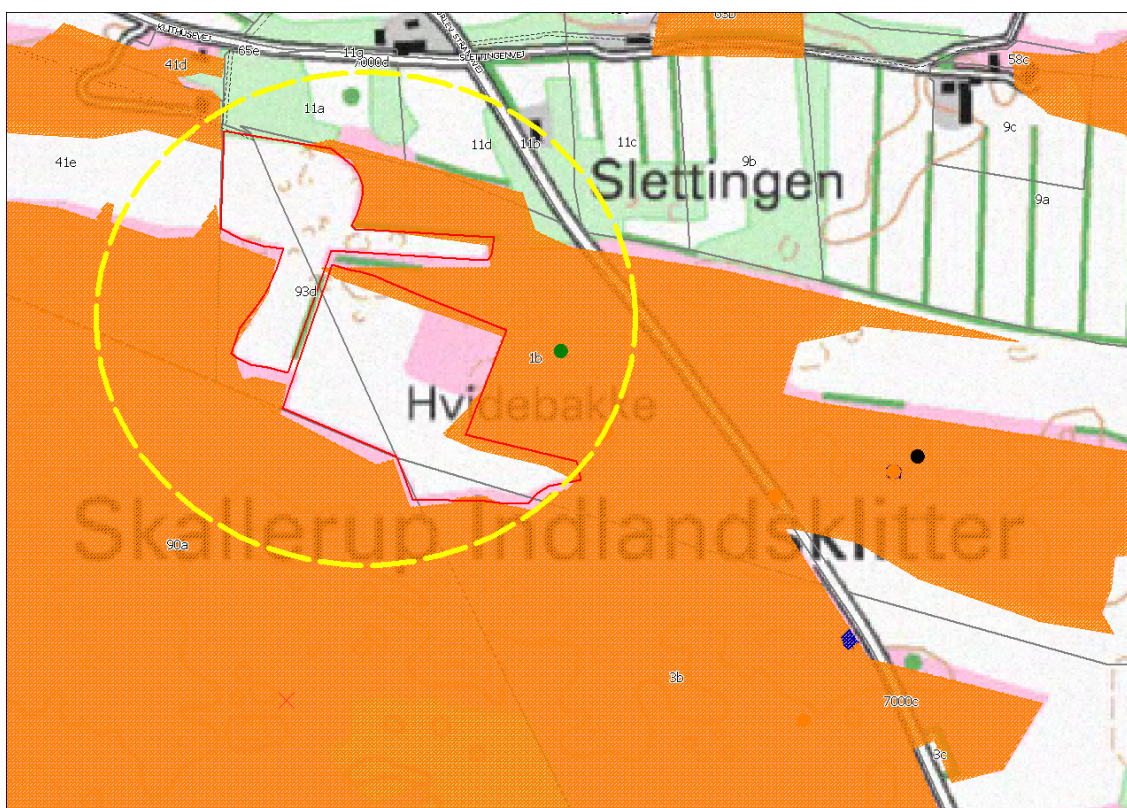 KLITHUSEVEJ
65e
11g
7000d
SLETTINGENVEJ
58c
41d
11a
11d
11b
11c
9b
9c
9a
41e
Slettingen
93d
1b
Hvidebakke
Skallerup Indlandsklitter
90a
3b
7000c
3c